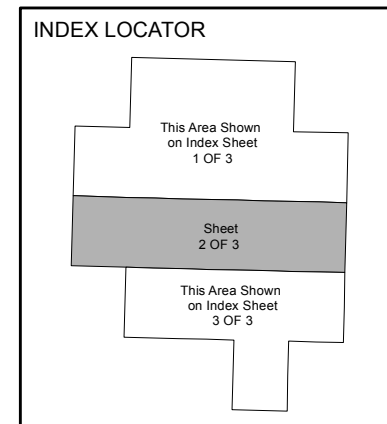 INDEX LOCATOR
This Area Shown
on Index Sheet
1 OF 3
Sheet
2 OF 3
This Area Shown
on Index Sheet
3 OF 3